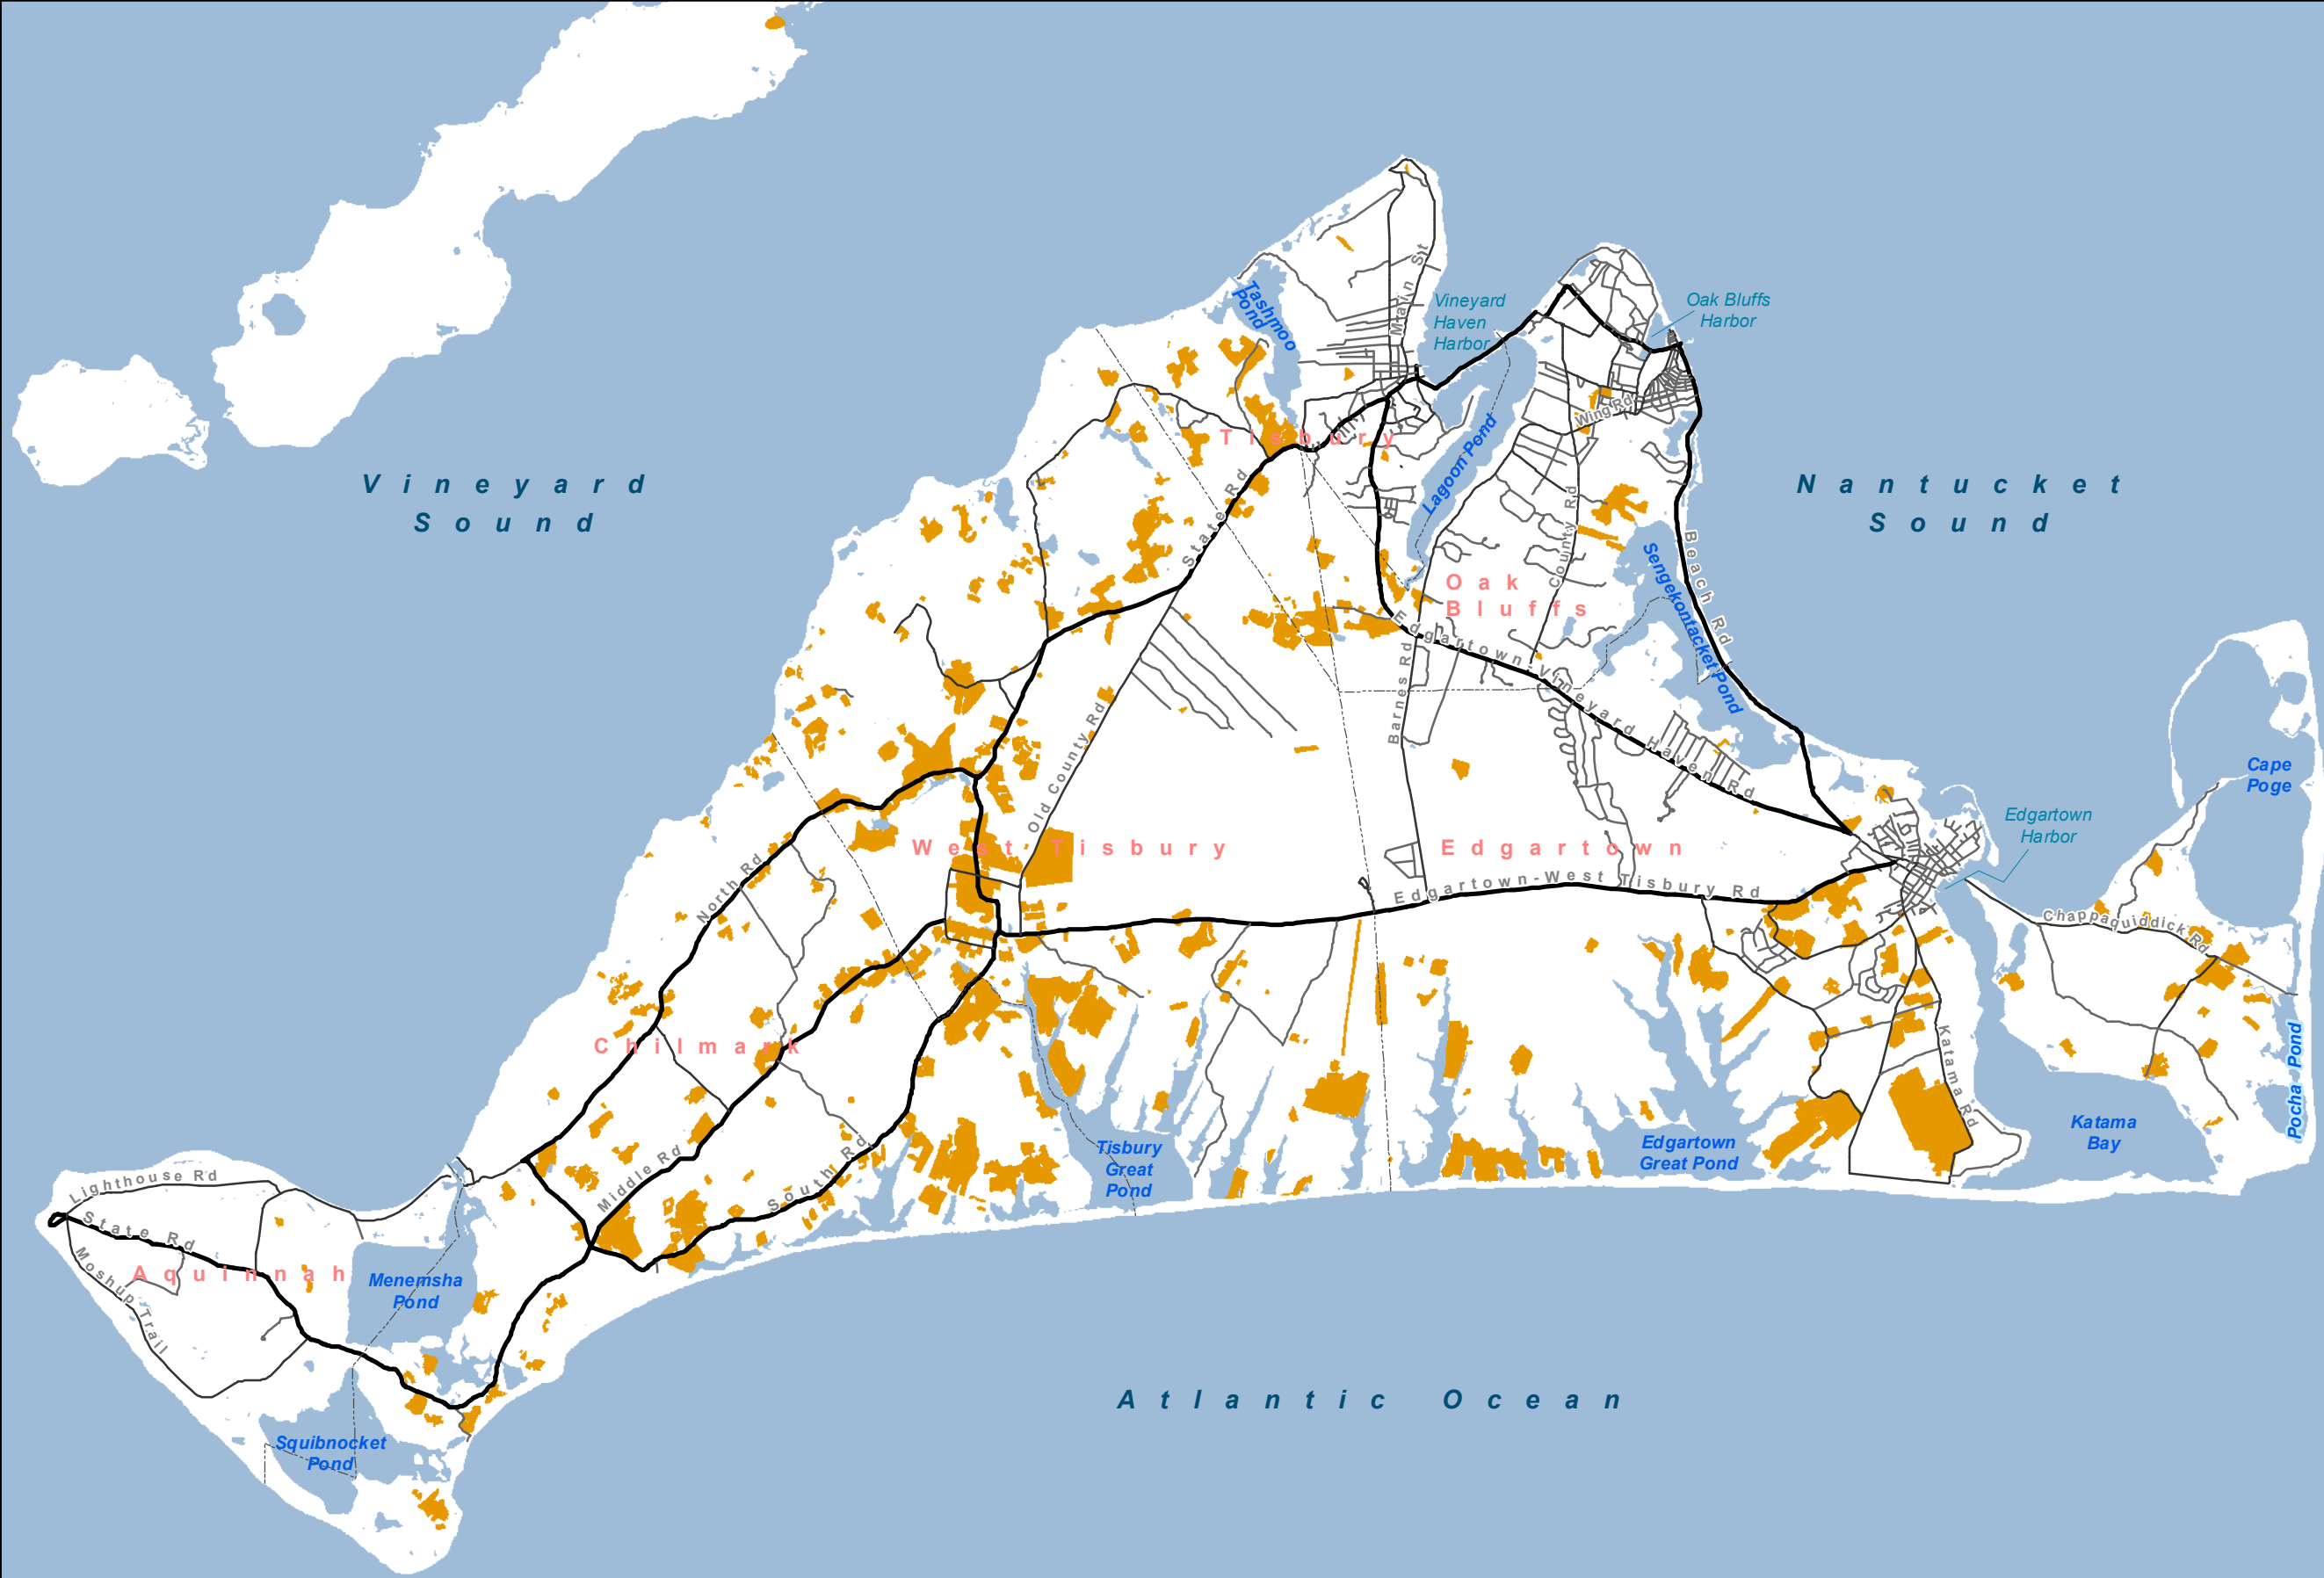 Tashmoo
Pond
Main St
Vineyard
Haven
Harbor
Oak Bluffs
Harbor
Wing Rd
Tisbury
Lagoon Pond
Vineyard
Sound
Nantucket
Sound
State Rd
County Rd
Beach Rd
Sengekontacket Pond
Oak
Bluffs
Edgartown-Vineyard Haven Rd
Barnes Rd
Old County Rd
Cape
Poge
Edgartown
Harbor
West Tisbury
Edgartown
North Rd
Edgartown-West Tisbury Rd
Chappaquiddick Rd
Chilmark
Katama Rd
Pocha Pond
Katama
Bay
Tisbury
Great
Pond
Edgartown
Great Pond
Middle Rd
South Rd
Lighthouse Rd
State Rd
Moshup Trail
Aquinnah
Menemsha
Pond
Atlantic Ocean
Squibnocket
Pond